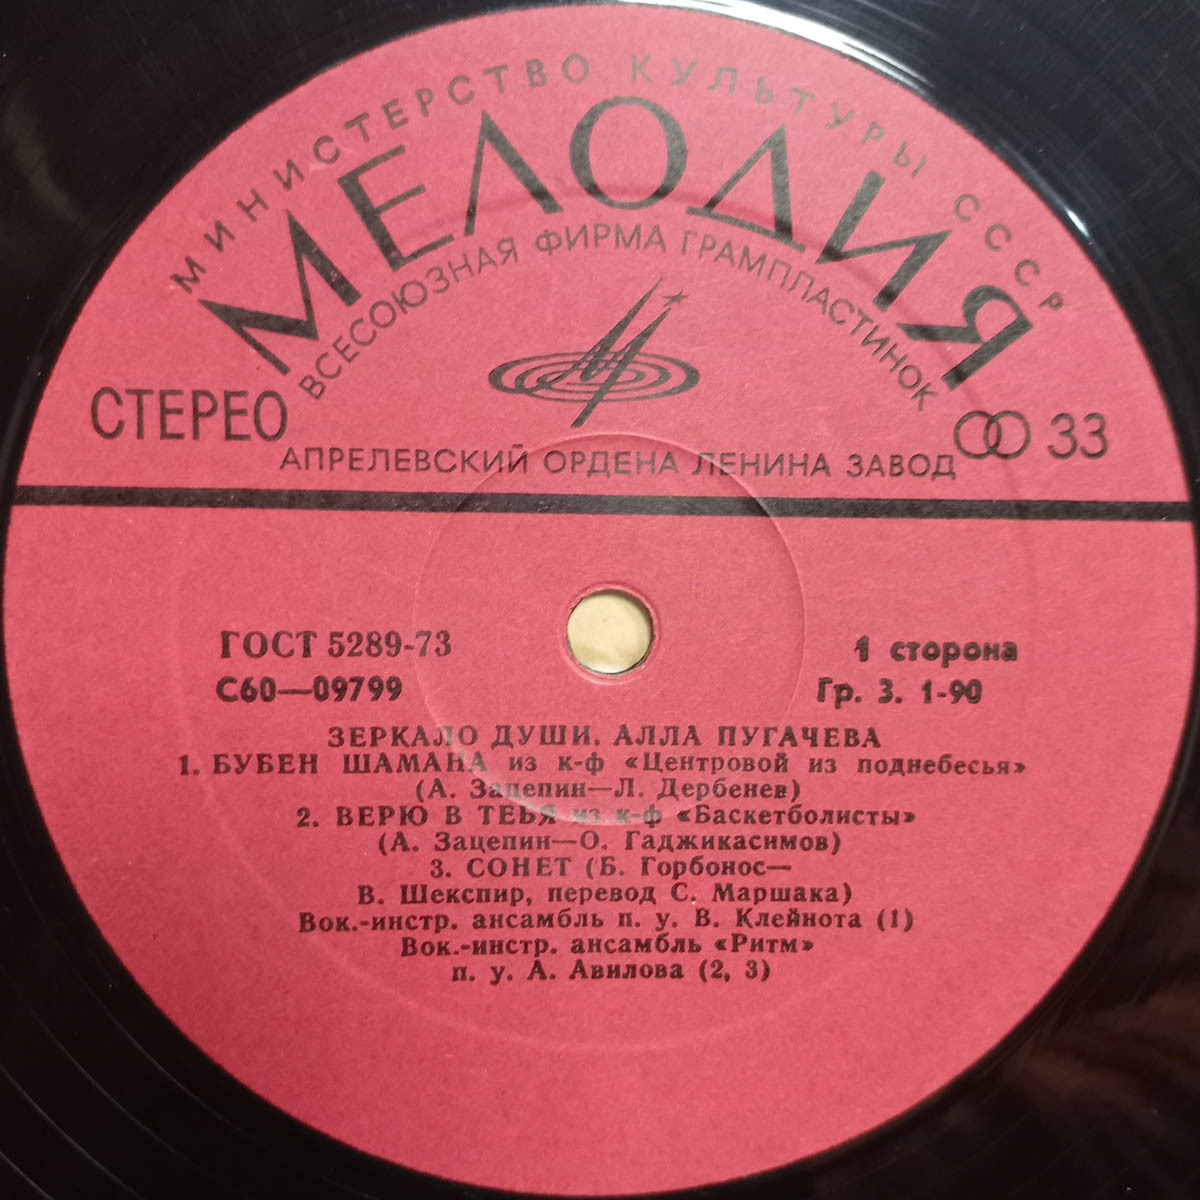 МИНИСТЕРСТВО КУЛЬТУРЫ СССР
МЕЛОДИЯ
ВСЕСОЮЗНАЯ ФИРМА ГРАМПЛАСТИНОК
СТЕРЕО
33
АПРЕЛЕВСКИЙ ОРДЕНА ЛЕНИНА ЗАВОД
ГОСТ 5289-73
1 сторона
С60—09799
Гр. 3. 1-90
ЗЕРКАЛО ДУШИ. АЛЛА ПУГАЧЕВА
1. БУБЕН ШАМАНА из к-ф «Центровой из поднебесья»
(А. Зацепин—Л. Дербенев)
2. ВЕРЮ В ТЕБЯ из к-ф «Баскетболисты»
(А. Зацепин—О. Гаджикасимов)
3. СОНЕТ (Б. Горбонос—
В. Шекспир, перевод С. Маршака)
Вок.-инстр. ансамбль п. у. В. Клейнота (1)
Вок.-инстр. ансамбль «Ритм»
п. у. А. Авилова (2, 3)